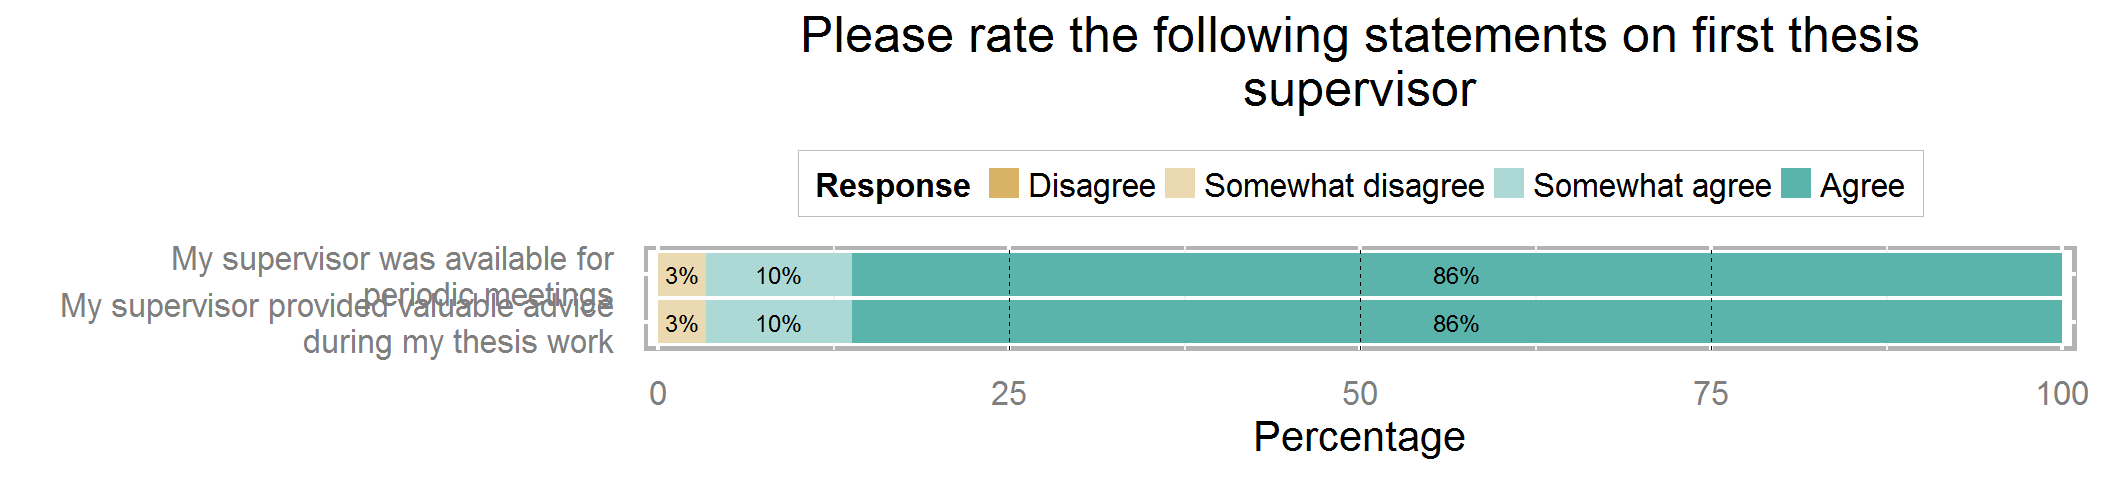 Please rate the following statements on first thesis
supervisor
Response Disagree Somewhat disagree Somewhat agree Agree
My supervisor was available for
periodic meetings
3% 10% 86%
My supervisor provided valuable advice
during my thesis work
3% 10% 86%
0 25 50 75 100
Percentage